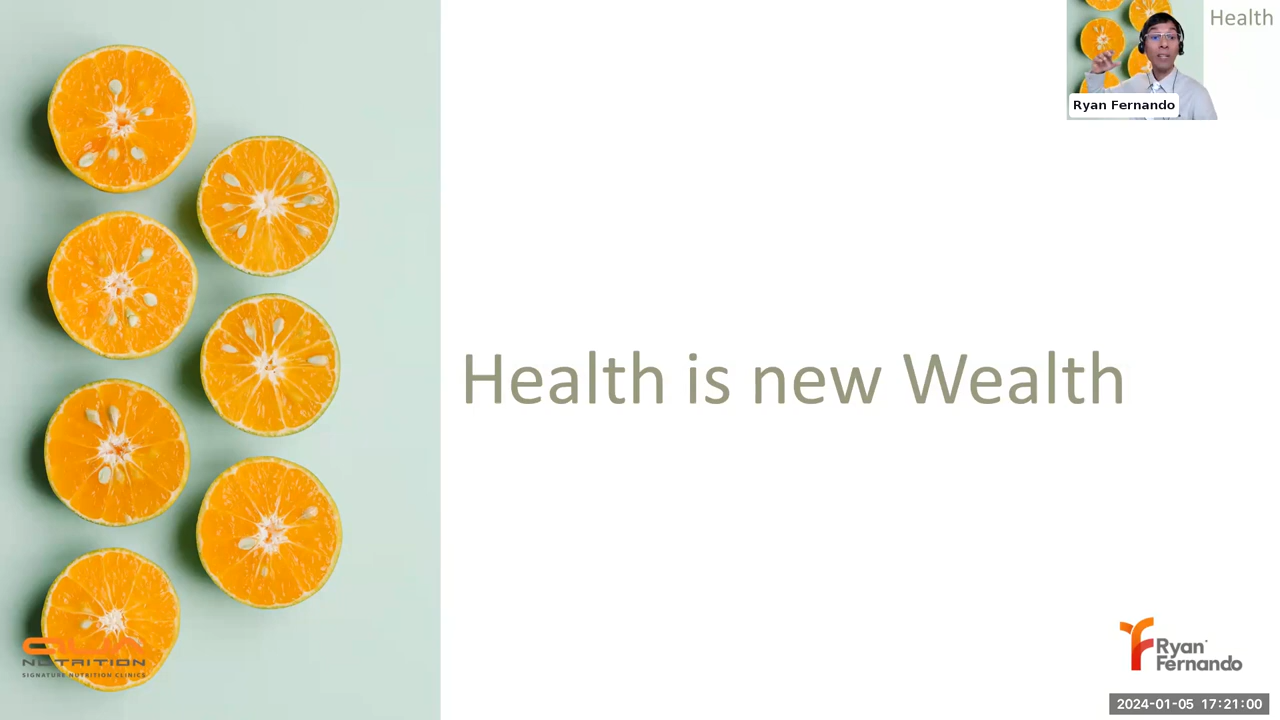 Health
Ryan Fernando
Health is new Wealth
QUA
NUTRITION
SIGNATURE NUTRITION CLINICS
Ryan
Fernando
2024-01-05 17:21:00